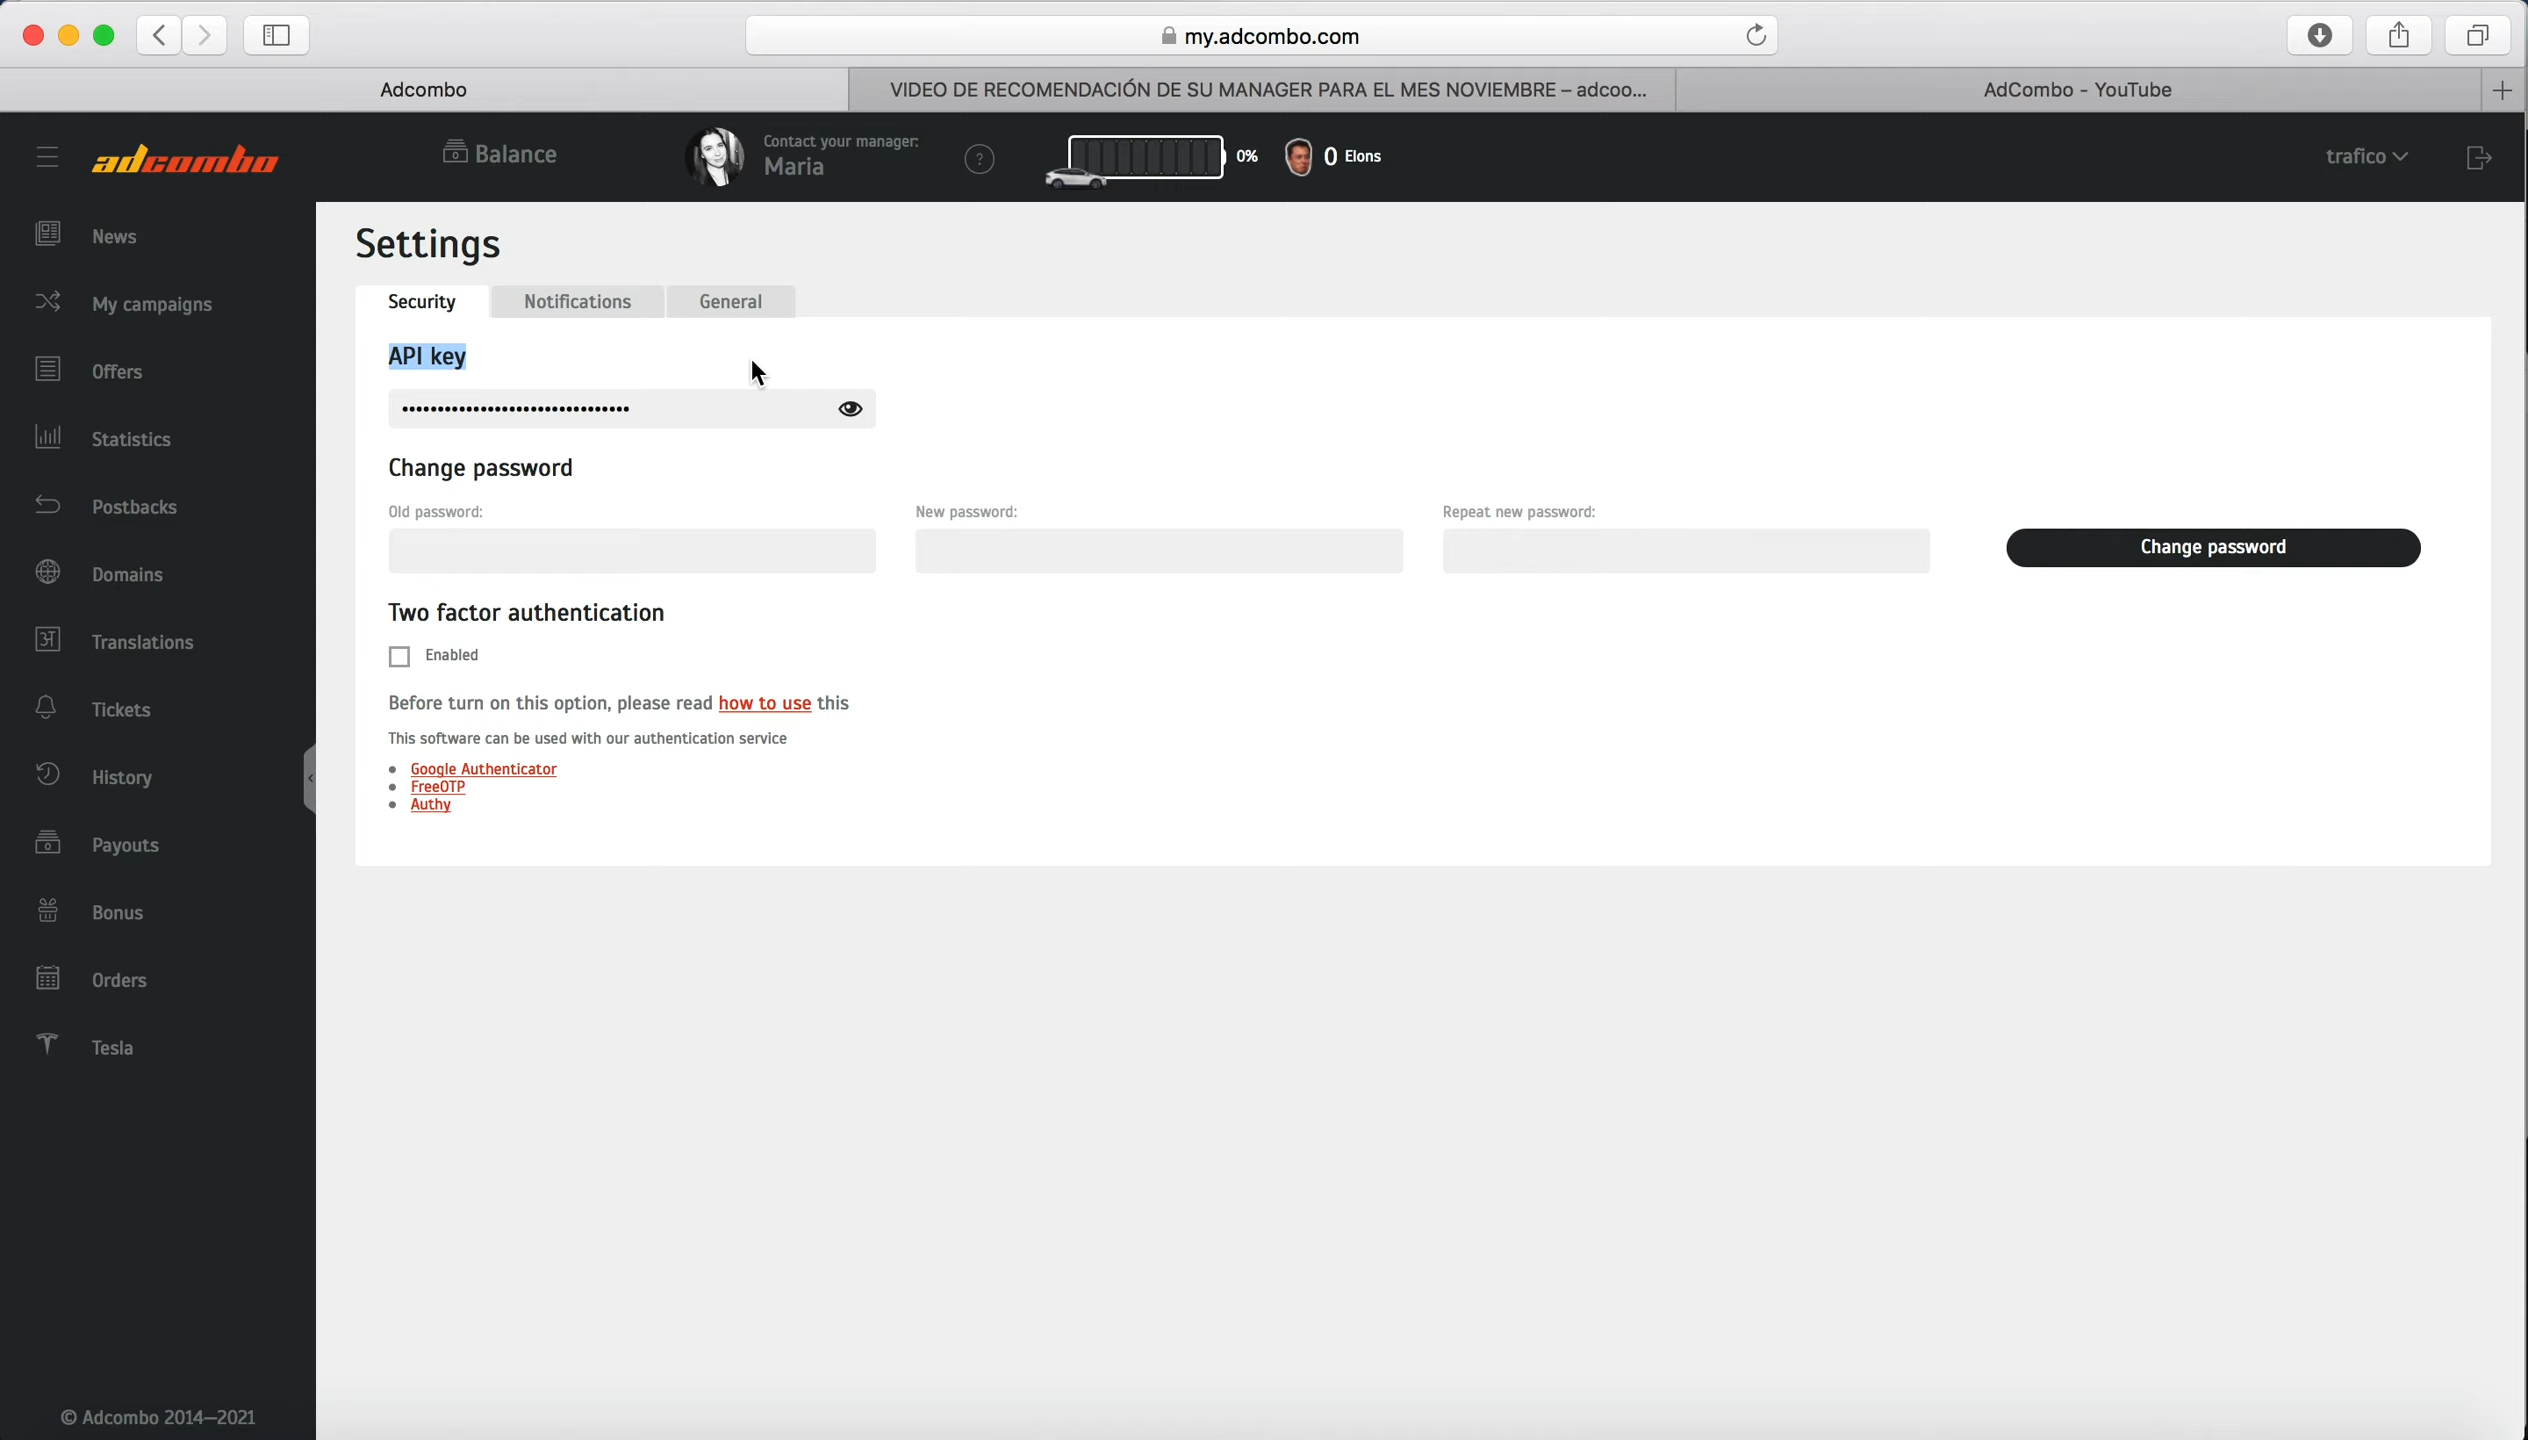 my.adcombo.com
Adcombo
VIDEO DE RECOMENDACIÓN DE SU MANAGER PARA EL MES NOVIEMBRE – adcoo...
AdCombo - YouTube
adcombo
Balance
Contact your manager:
Maria
?
0%
0 Elons
trafico
News
My campaigns
Offers
Statistics
Postbacks
Domains
Translations
Tickets
History
Payouts
Bonus
Orders
Tesla
© Adcombo 2014—2021
Settings
Security
Notifications
General
API key
••••••••••••••••••••••••••••••••
Change password
Old password:
New password:
Repeat new password:
Change password
Two factor authentication
Enabled
Before turn on this option, please read how to use this
This software can be used with our authentication service
• Google Authenticator
• FreeOTP
• Authy